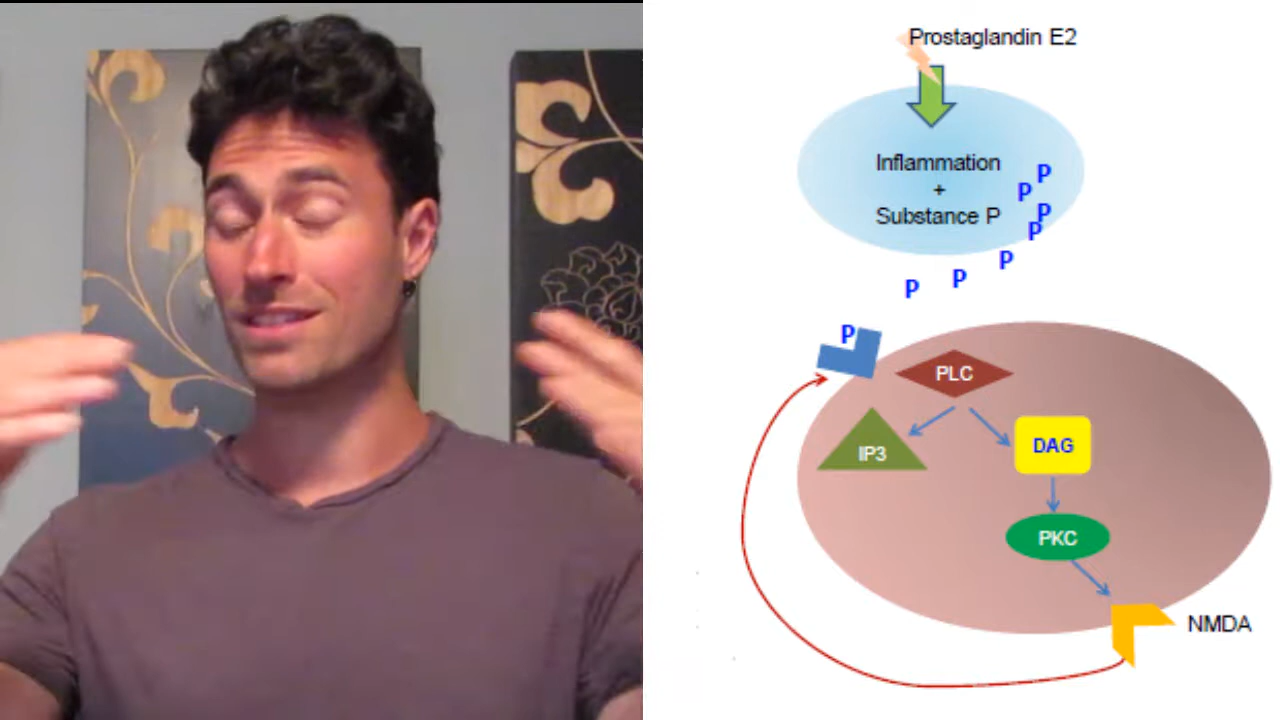 Prostaglandin E2
Inflammation
+
Substance P
P
P
P
P
P
P
P
P
PLC
IP3
DAG
PKC
NMDA